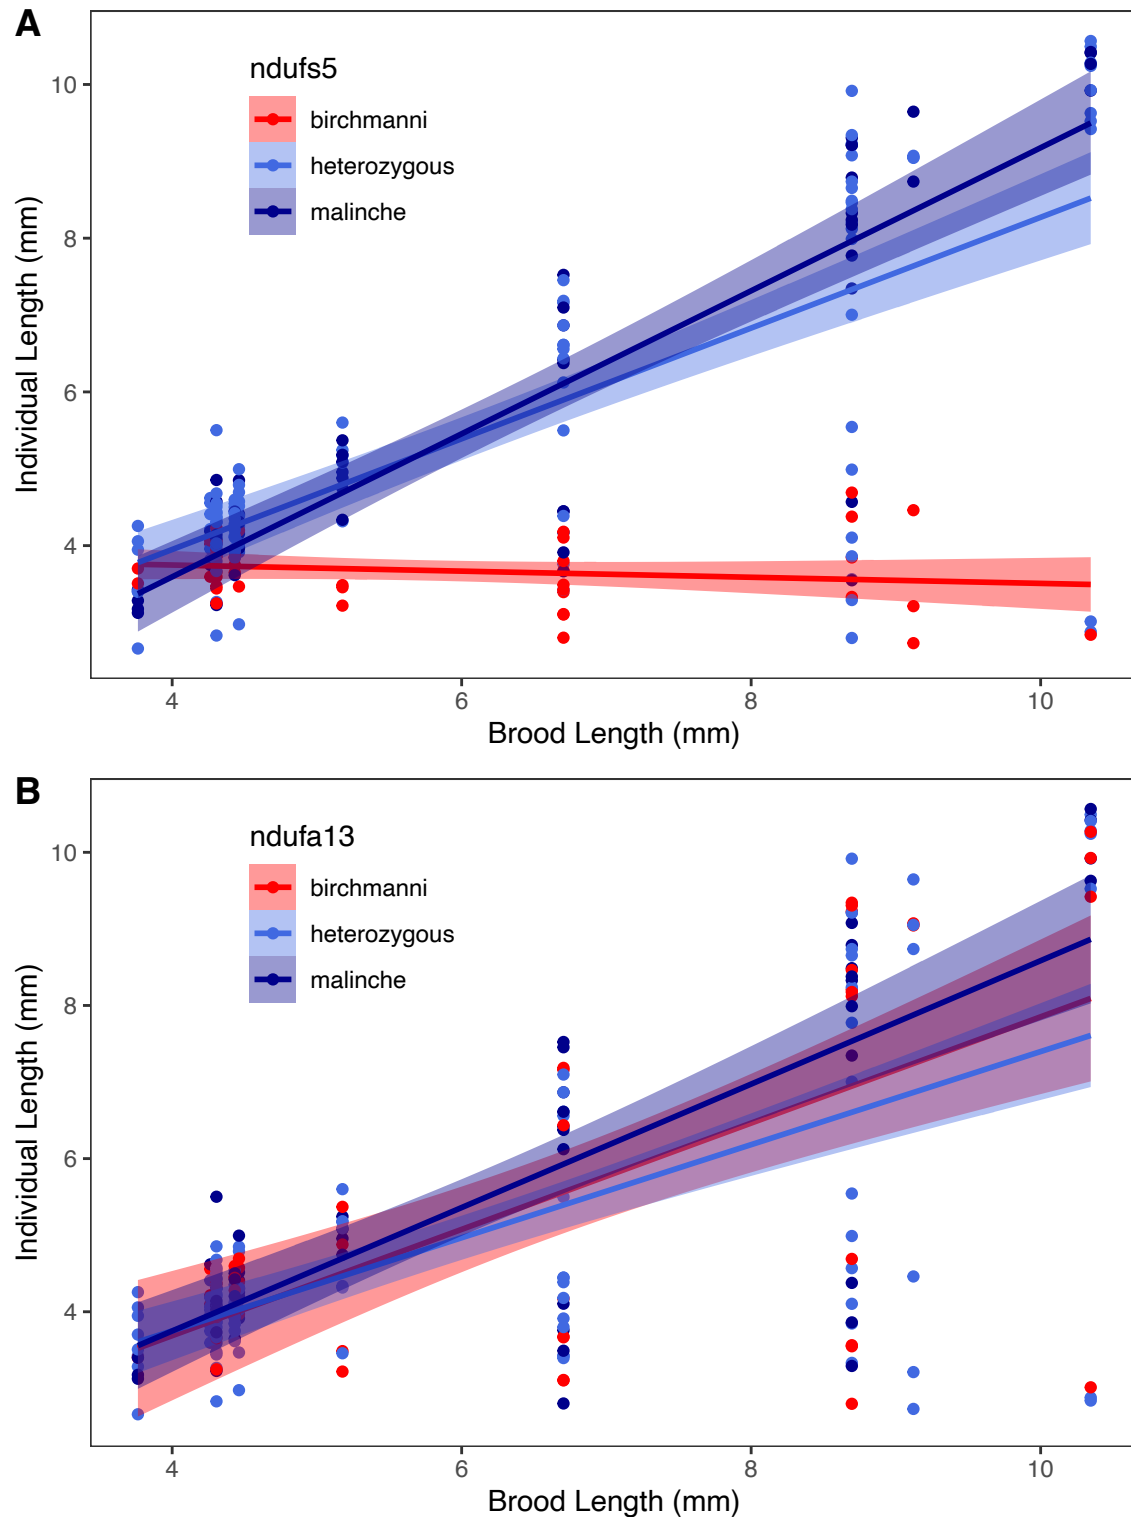 A
ndufs5
birchmanni
heterozygous
malinche
10
8
6
4
Individual Length (mm)
4
6
8
10
Brood Length (mm)
B
ndufa13
birchmanni
heterozygous
malinche
10
8
6
4
Individual Length (mm)
4
6
8
10
Brood Length (mm)